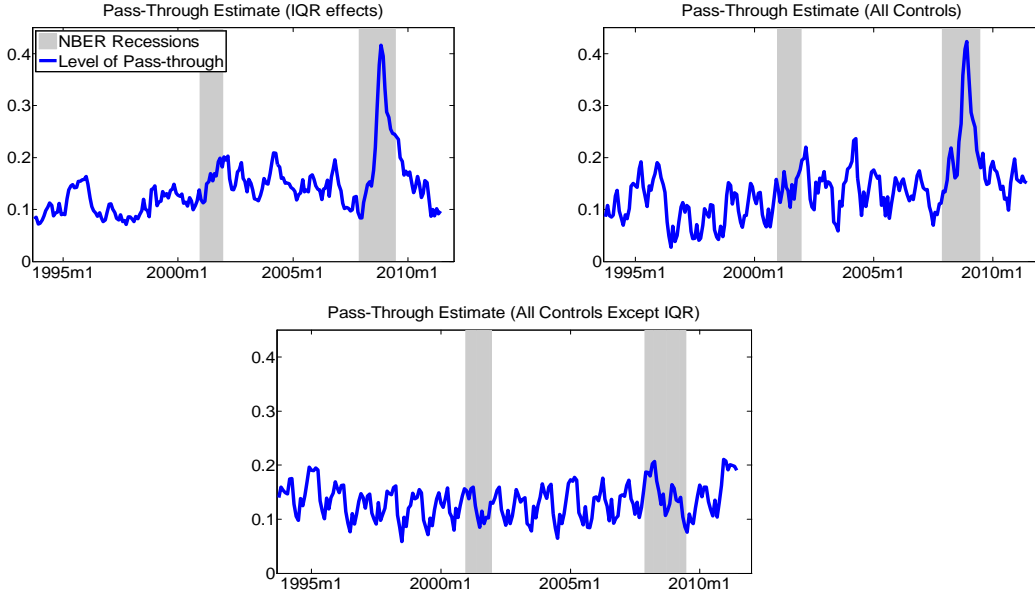 Pass-Through Estimate (IQR effects)
NBER Recessions
Level of Pass-through
0.4
0.3
0.2
0.1
0
1995m1 2000m1 2005m1 2010m1
Pass-Through Estimate (All Controls)
0.4
0.3
0.2
0.1
0
1995m1 2000m1 2005m1 2010m1
Pass-Through Estimate (All Controls Except IQR)
0.4
0.3
0.2
0.1
0
1995m1 2000m1 2005m1 2010m1